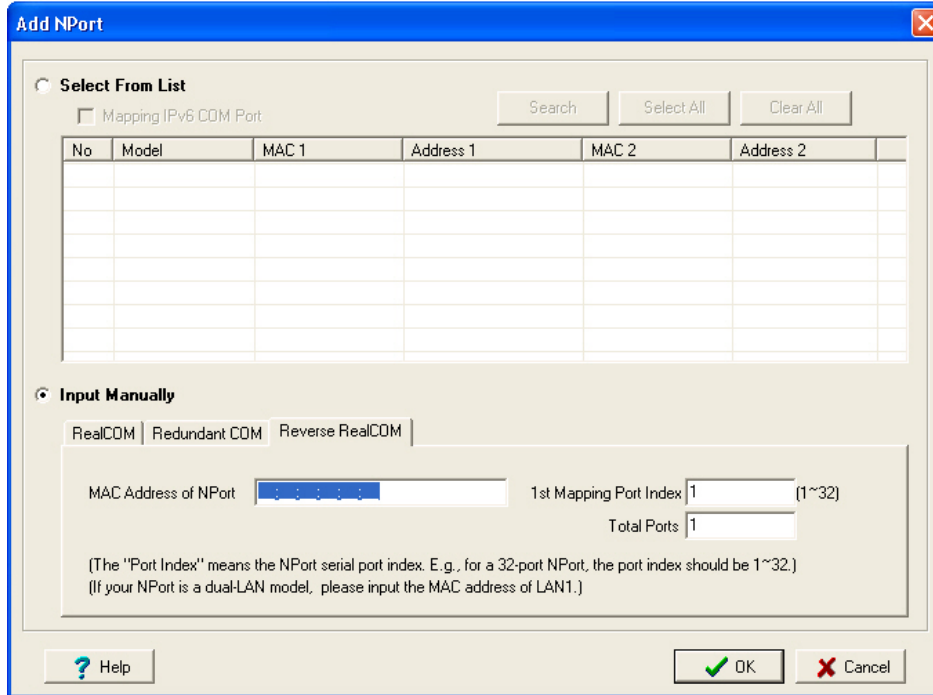 Add NPort
Select From List
Mapping IPv6 COM Port
Search Select All Clear All
No Model MAC 1 Address 1 MAC 2 Address 2
Input Manually
RealCOM Redundant COM Reverse RealCOM
MAC Address of NPort : : : : : 1st Mapping Port Index 1 (1~32)
Total Ports 1
(The "Port Index" means the NPort serial port index. E.g., for a 32-port NPort, the port index should be 1~32.)
(If your NPort is a dual-LAN model, please input the MAC address of LAN1.)
? Help OK Cancel